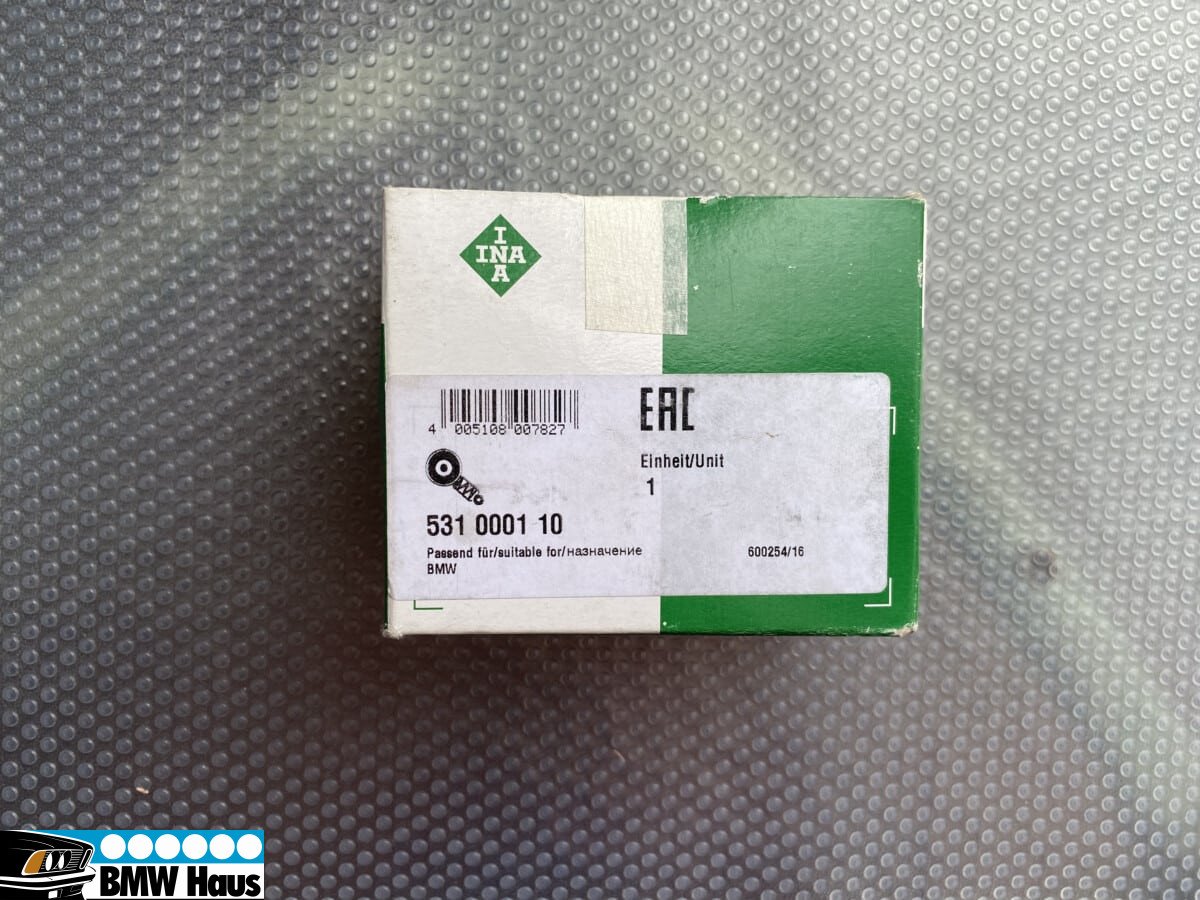 I
INA
A
EAC
4 005108 007827
Einheit/Unit
1
531 0001 10
Passend für/suitable for/назначение
600254/16
BMW
BMW Haus